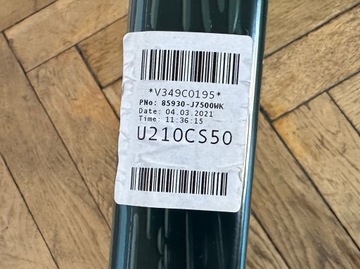 *V349C0195*
PNo: 85930-J7500WK
Date: 04.03.2021
Time: 11:36:15
U210CS50